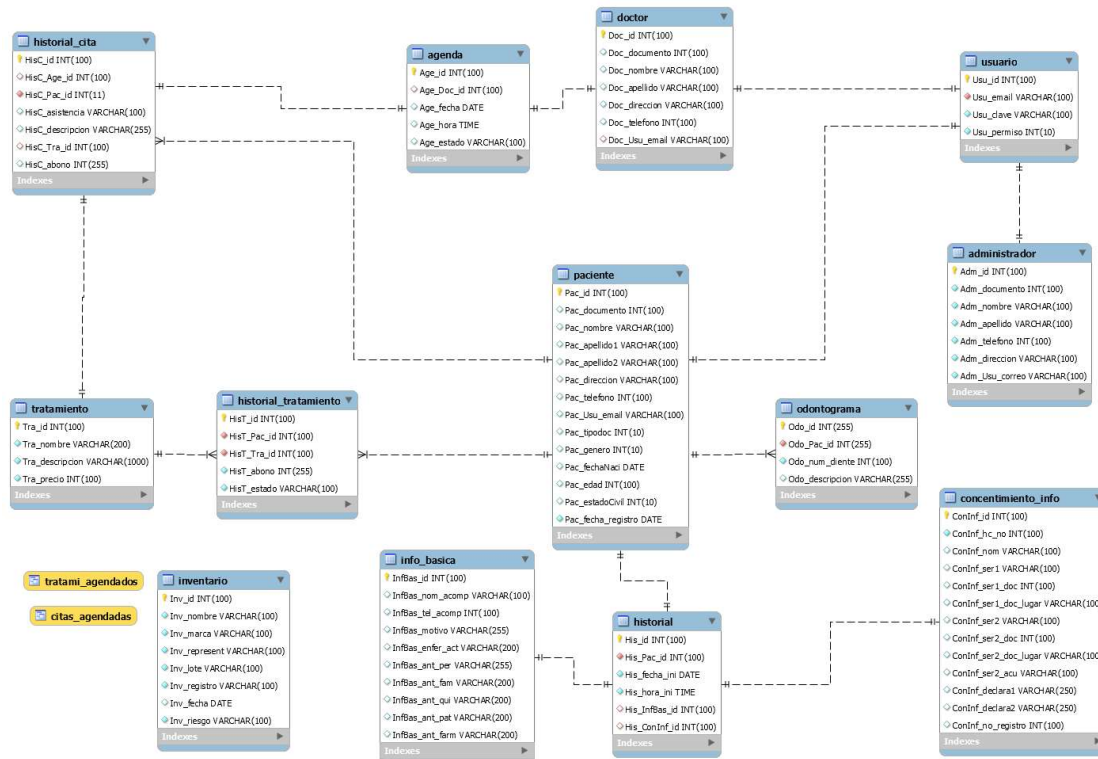 historial_cita
HisC_id INT(100)
HisC_Age_id INT(100)
HisC_Pac_id INT(11)
HisC_asistencia VARCHAR(100)
HisC_descripcion VARCHAR(255)
HisC_Tra_id INT(100)
HisC_abono INT(255)
Indexes
agenda
Age_id INT(100)
Age_Doc_id INT(100)
Age_fecha DATE
Age_hora TIME
Age_estado VARCHAR(100)
Indexes
doctor
Doc_id INT(100)
Doc_documento INT(100)
Doc_nombre VARCHAR(100)
Doc_apellido VARCHAR(100)
Doc_direccion VARCHAR(100)
Doc_telefono INT(100)
Doc_Usu_email VARCHAR(100)
Indexes
usuario
Usu_id INT(100)
Usu_email VARCHAR(100)
Usu_clave VARCHAR(100)
Usu_permiso INT(10)
Indexes
administrador
Adm_id INT(100)
Adm_documento INT(100)
Adm_nombre VARCHAR(100)
Adm_apellido VARCHAR(100)
Adm_telefono INT(100)
Adm_direccion VARCHAR(100)
Adm_Usu_correo VARCHAR(100)
Indexes
paciente
Pac_id INT(100)
Pac_documento INT(100)
Pac_nombre VARCHAR(100)
Pac_apellido1 VARCHAR(100)
Pac_apellido2 VARCHAR(100)
Pac_direccion VARCHAR(100)
Pac_telefono INT(100)
Pac_Usu_email VARCHAR(100)
Pac_tipodoc INT(10)
Pac_genero INT(10)
Pac_fechaNaci DATE
Pac_edad INT(100)
Pac_estadoCivil INT(10)
Pac_fecha_registro DATE
Indexes
tratamiento
Tra_id INT(100)
Tra_nombre VARCHAR(200)
Tra_descripcion VARCHAR(1000)
Tra_precio INT(100)
Indexes
historial_tratamiento
HisT_id INT(100)
HisT_Pac_id INT(100)
HisT_Tra_id INT(100)
HisT_abono INT(255)
HisT_estado VARCHAR(100)
Indexes
odontograma
Odo_id INT(255)
Odo_Pac_id INT(255)
Odo_num_diente INT(100)
Odo_descripcion VARCHAR(255)
Indexes
concentimiento_info
ConInf_id INT(100)
ConInf_hc_no INT(100)
ConInf_nom VARCHAR(100)
ConInf_ser1 VARCHAR(100)
ConInf_ser1_doc INT(100)
ConInf_ser1_doc_lugar VARCHAR(100
ConInf_ser2 VARCHAR(100)
ConInf_ser2_doc INT(100)
ConInf_ser2_doc_lugar VARCHAR(100
ConInf_ser2_acu VARCHAR(100)
ConInf_declara1 VARCHAR(250)
ConInf_declara2 VARCHAR(250)
ConInf_no_registro INT(100)
Indexes
tratami_agendados
citas_agendadas
inventario
Inv_id INT(100)
Inv_nombre VARCHAR(100)
Inv_marca VARCHAR(100)
Inv_represent VARCHAR(100)
Inv_lote VARCHAR(100)
Inv_registro VARCHAR(100)
Inv_fecha DATE
Inv_riesgo VARCHAR(100)
Indexes
info_basica
InfBas_id INT(100)
InfBas_nom_acomp VARCHAR(100)
InfBas_tel_acomp INT(100)
InfBas_motivo VARCHAR(255)
InfBas_enfer_act VARCHAR(200)
InfBas_ant_per VARCHAR(255)
InfBas_ant_fam VARCHAR(200)
InfBas_ant_qui VARCHAR(200)
InfBas_ant_pat VARCHAR(200)
InfBas_ant_farm VARCHAR(200)
Indexes
historial
His_id INT(100)
His_Pac_id INT(100)
His_fecha_ini DATE
His_hora_ini TIME
His_InfBas_id INT(100)
His_ConInf_id INT(100)
Indexes